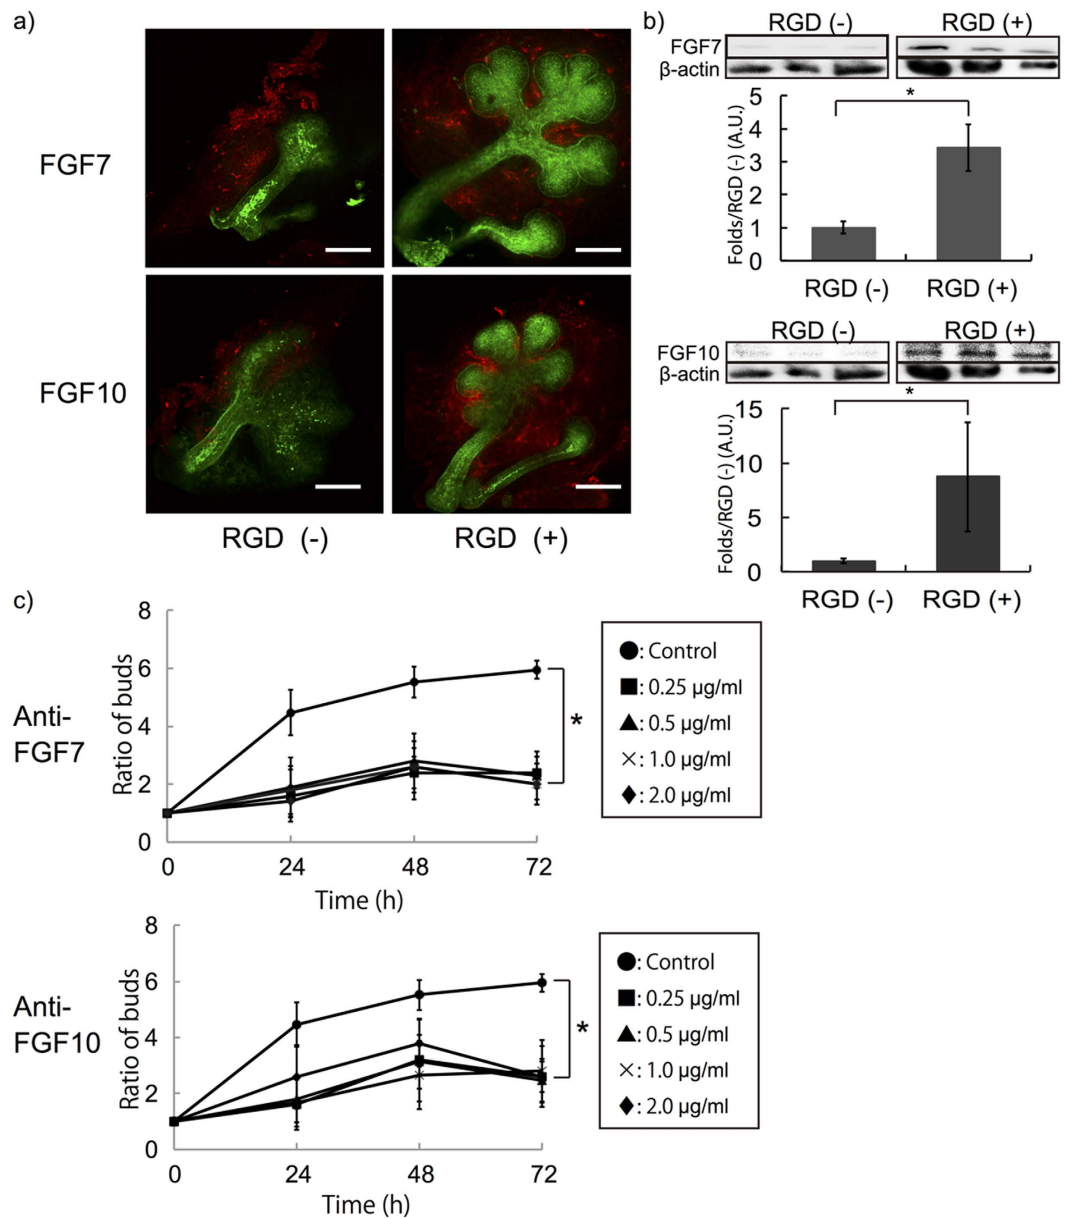 a)
FGF7
FGF10
RGD (-)
RGD (+)
b)
RGD (-)
RGD (+)
FGF7
β-actin
*
Folds/RGD (-) (A.U.)
5
4
3
2
1
0
RGD (-)
RGD (+)
RGD (-)
RGD (+)
FGF10
β-actin
*
Folds/RGD (-) (A.U.)
15
10
5
0
RGD (-)
RGD (+)
c)
Anti-
FGF7
Ratio of buds
8
6
4
2
0
0
24
48
72
Time (h)
*
: Control
: 0.25 μg/ml
: 0.5 μg/ml
: 1.0 μg/ml
: 2.0 μg/ml
Anti-
FGF10
Ratio of buds
8
6
4
2
0
0
24
48
72
Time (h)
*
: Control
: 0.25 μg/ml
: 0.5 μg/ml
: 1.0 μg/ml
: 2.0 μg/ml